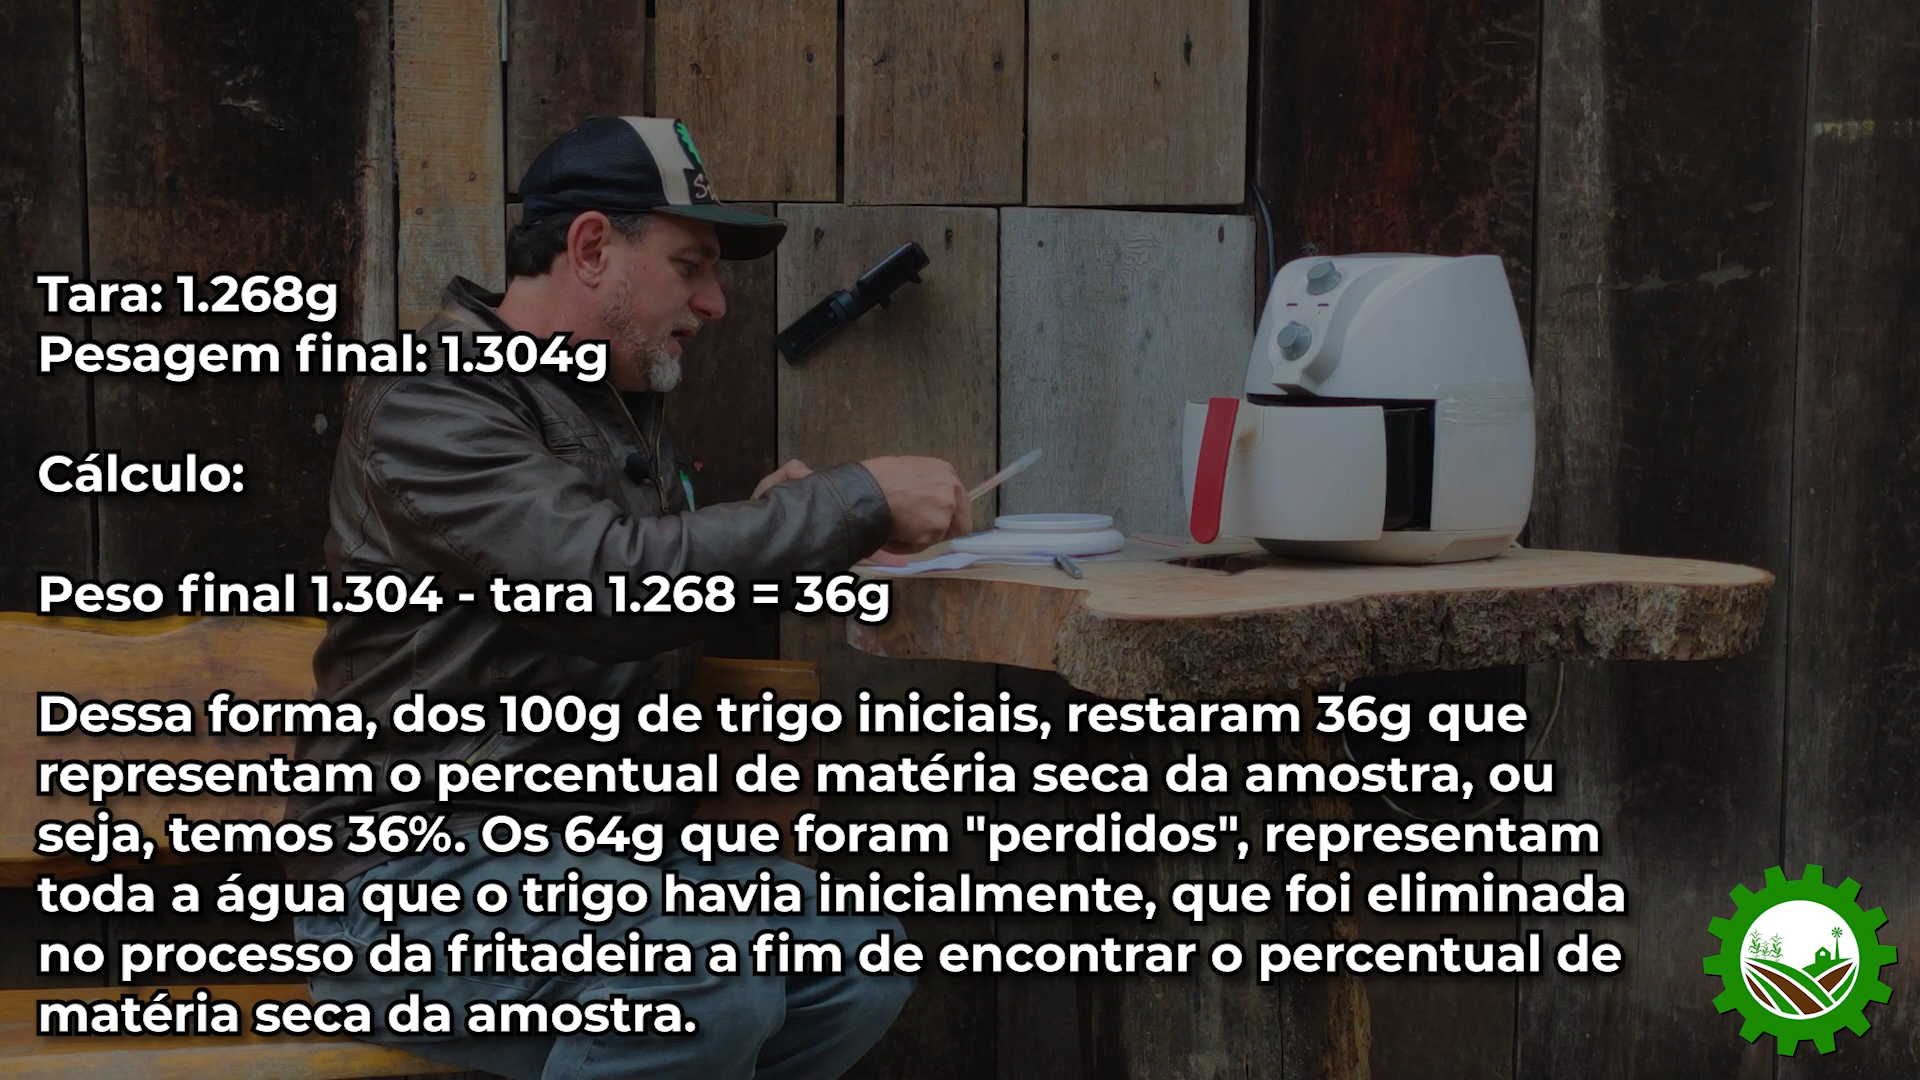 Tara: 1.268g
Pesagem final: 1.304g
Cálculo:
Peso final 1.304 - tara 1.268 = 36g
Dessa forma, dos 100g de trigo iniciais, restaram 36g que
representam o percentual de matéria seca da amostra, ou
seja, temos 36%. Os 64g que foram "perdidos", representam
toda a água que o trigo havia inicialmente, que foi eliminada
no processo da fritadeira a fim de encontrar o percentual de
matéria seca da amostra.